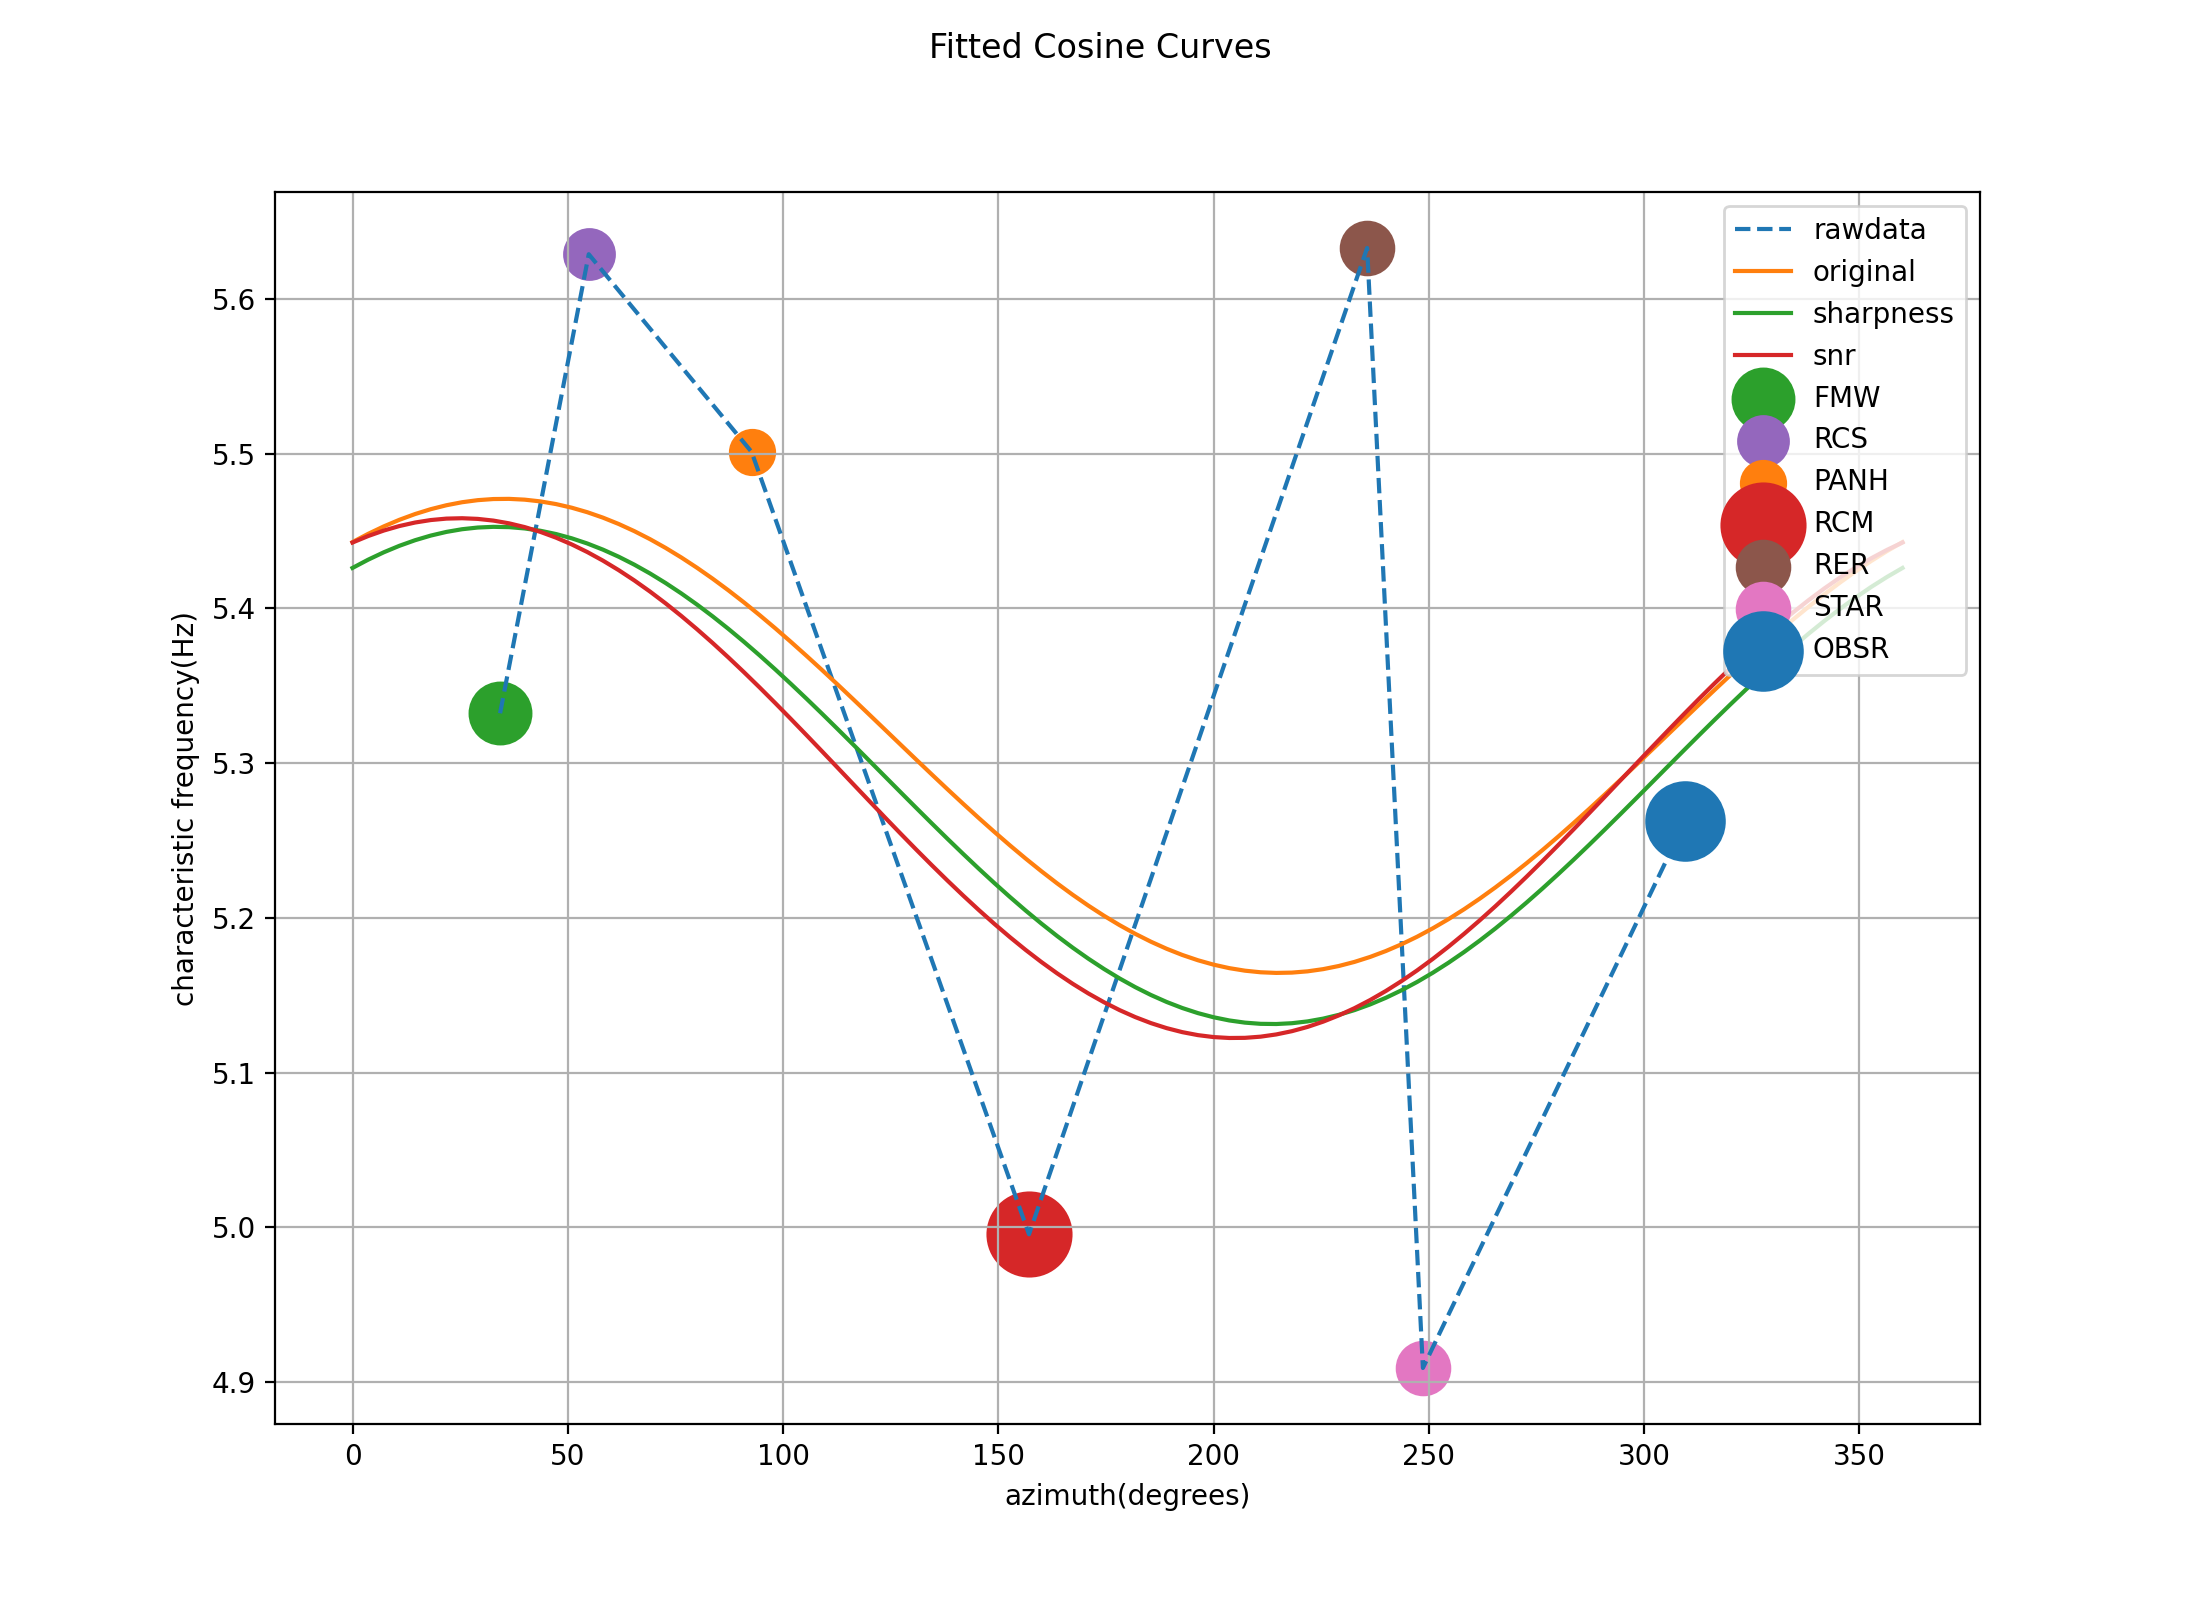 Fitted Cosine Curves
rawdata
original
sharpness
snr
FMW
RCS
PANH
RCM
RER
STAR
OBSR
characteristic frequency(Hz)
5.6
5.5
5.4
5.3
5.2
5.1
5.0
4.9
0 50 100 150 200 250 300 350
azimuth(degrees)